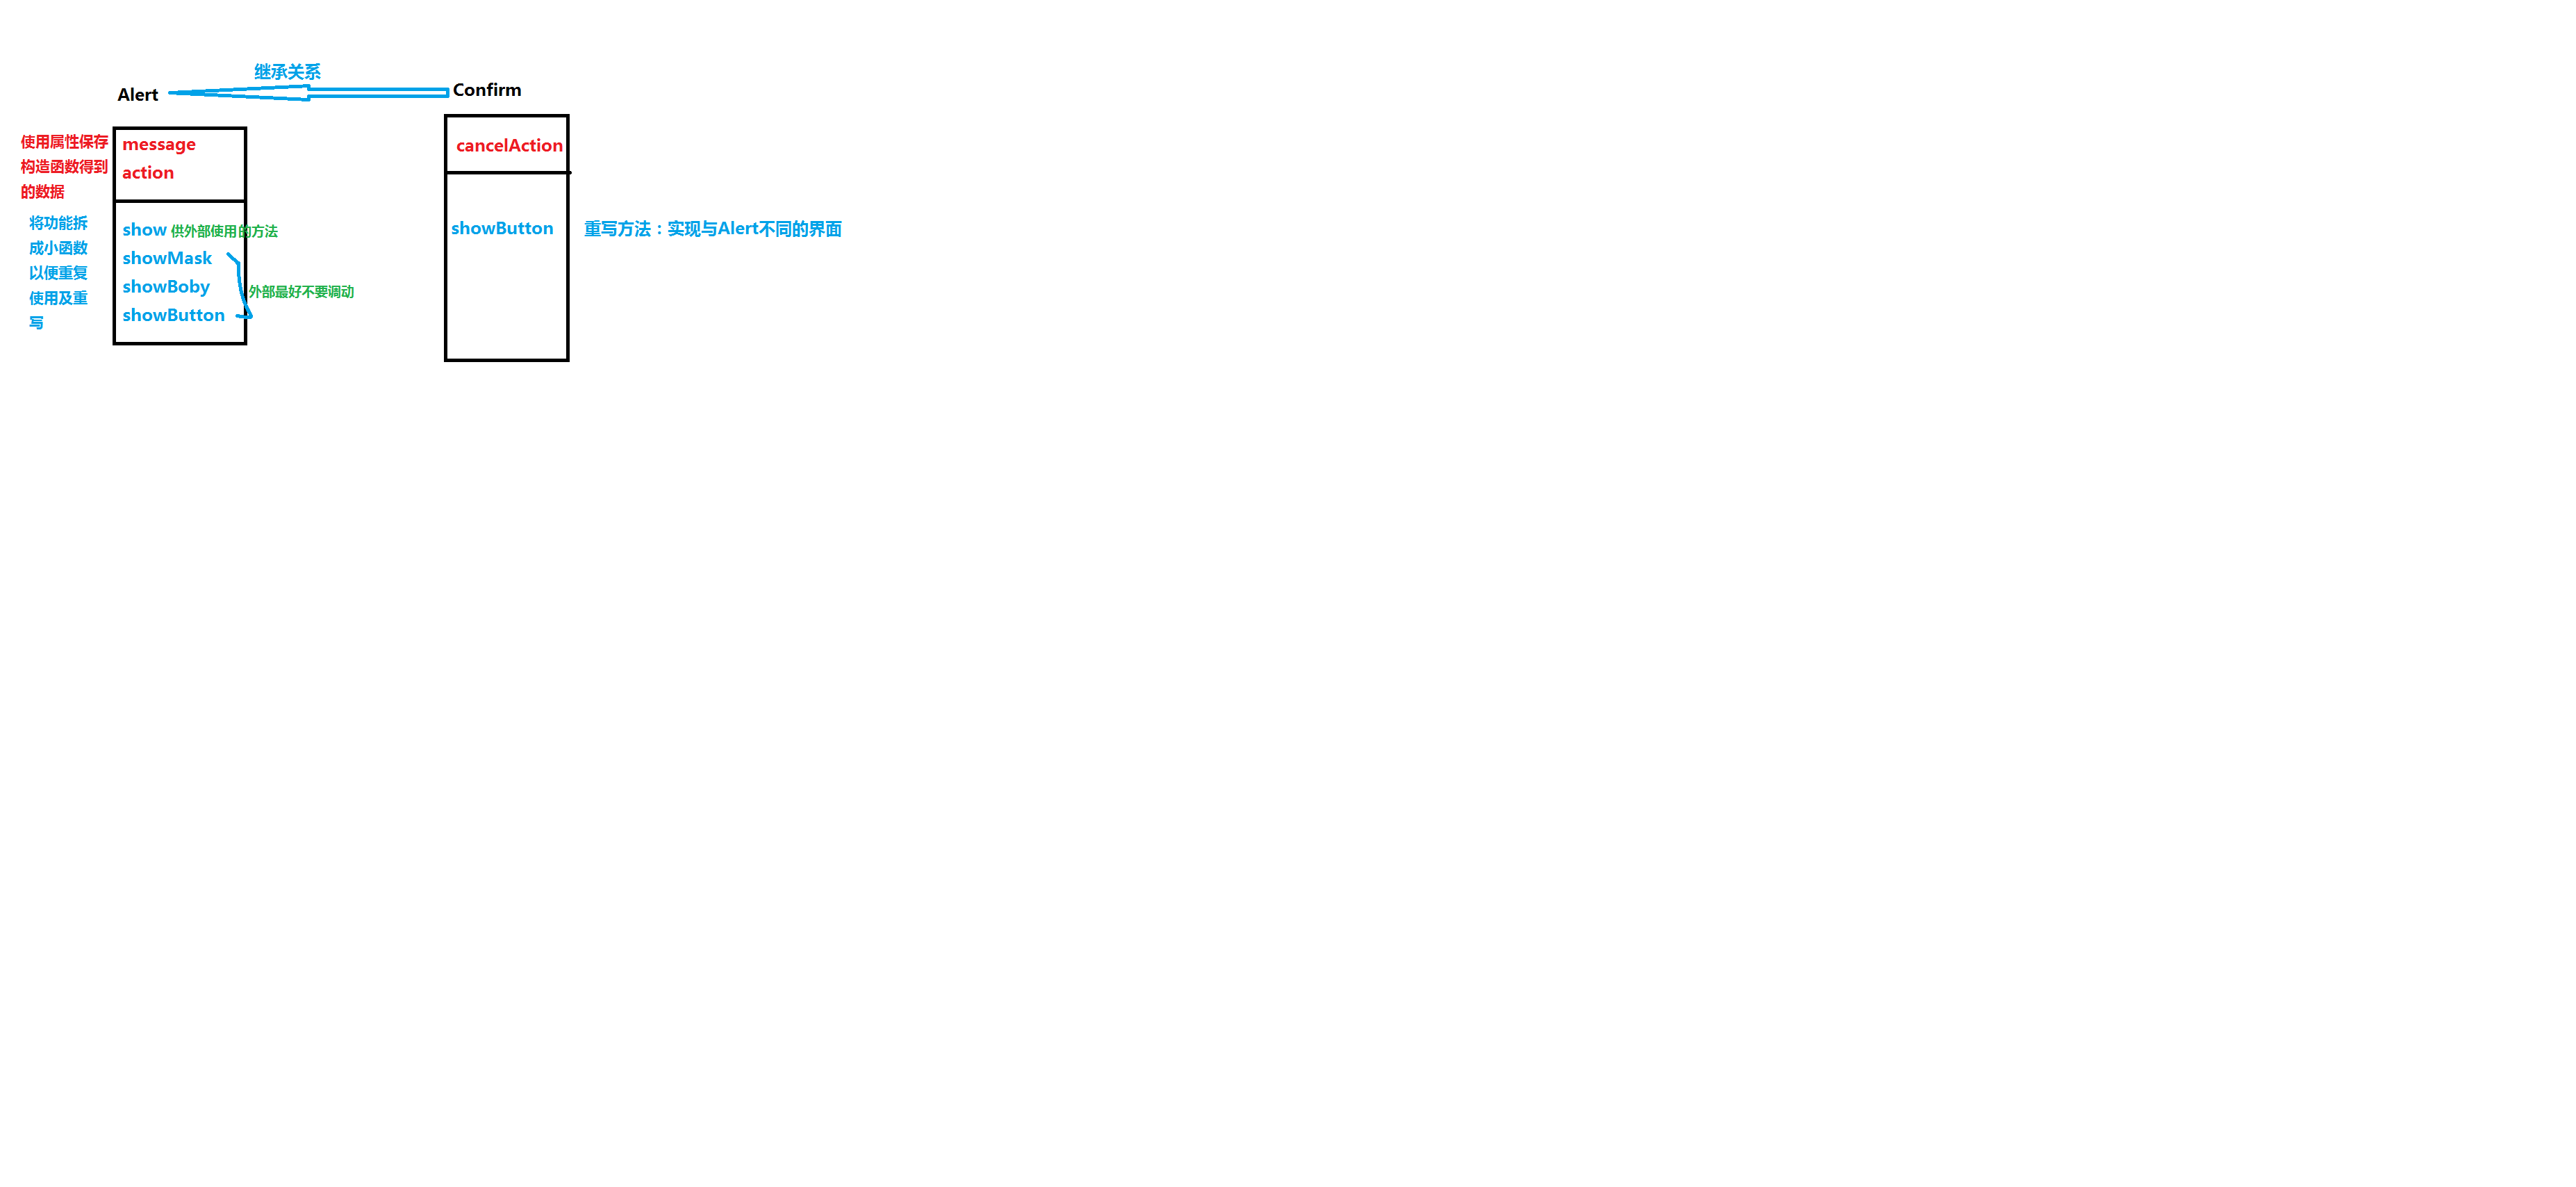 继承关系
Alert
Confirm
使用属性保存
构造函数得到
的数据
message
action
cancelAction
将功能拆
成小函数
以便重复
使用及重
写
show 供外部使用的方法
showMask
showBoby
showButton
外部最好不要调动
showButton
重写方法：实现与Alert不同的界面